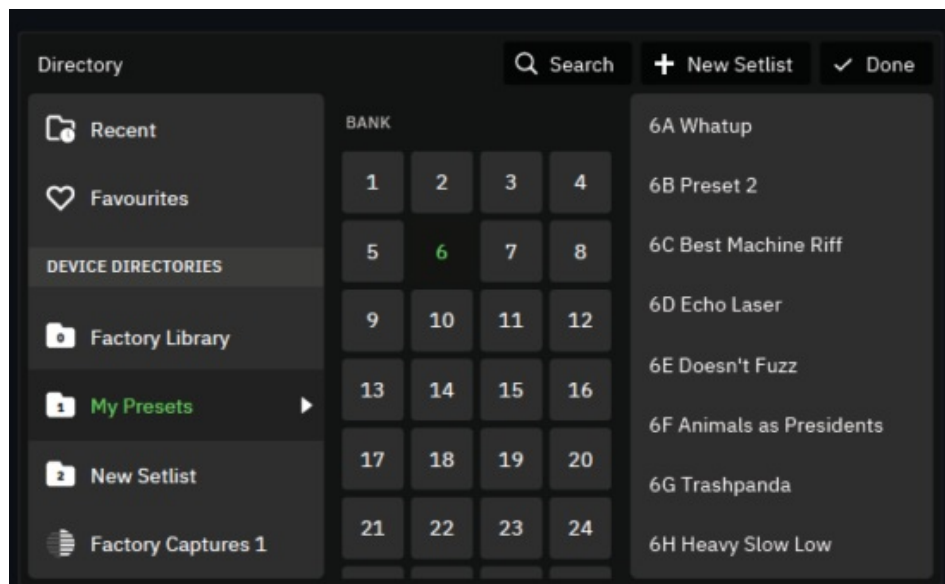 Directory
Search
New Setlist
Done
Recent
Favourites
DEVICE DIRECTORIES
0 Factory Library
1 My Presets
2 New Setlist
Factory Captures 1
BANK
1 2 3 4
5 6 7 8
9 10 11 12
13 14 15 16
17 18 19 20
21 22 23 24
6A Whatup
6B Preset 2
6C Best Machine Riff
6D Echo Laser
6E Doesn't Fuzz
6F Animals as Presidents
6G Trashpanda
6H Heavy Slow Low